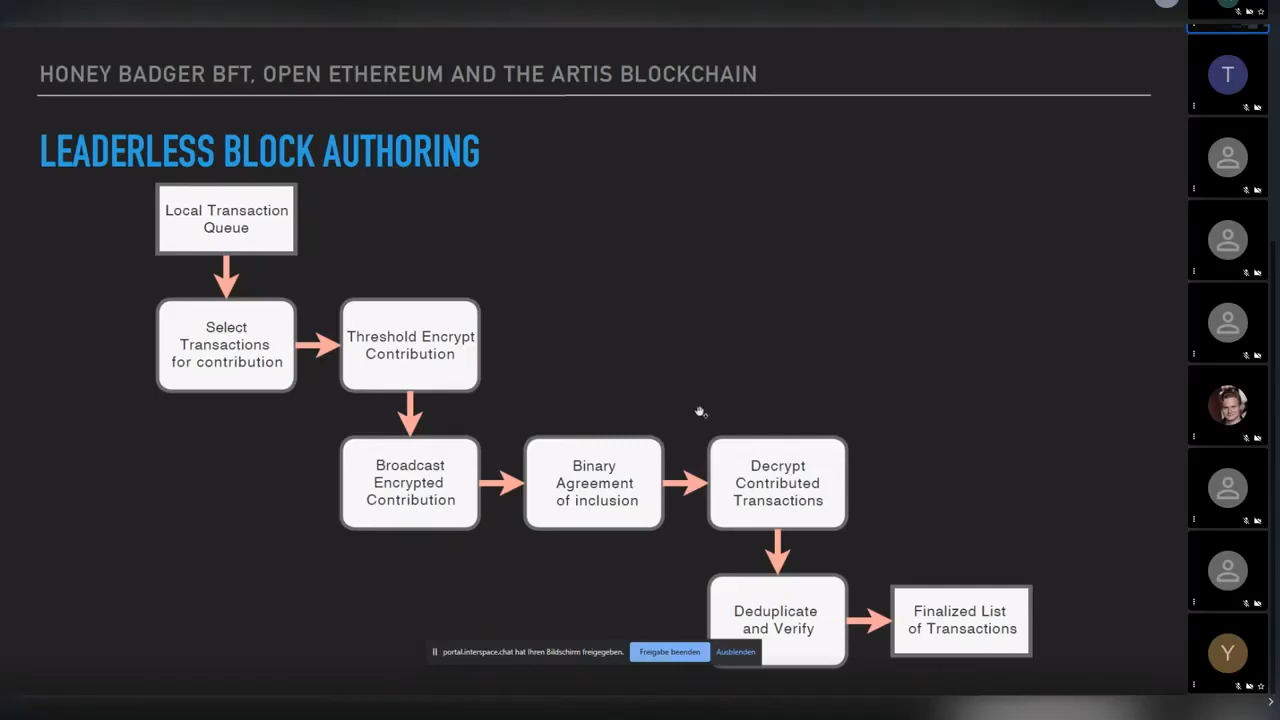 HONEY BADGER BFT, OPEN ETHEREUM AND THE ARTIS BLOCKCHAIN
LEADERLESS BLOCK AUTHORING
Local Transaction
Queue
Select
Transactions
for contribution
Threshold Encrypt
Contribution
Broadcast
Encrypted
Contribution
Binary
Agreement
of inclusion
Decrypt
Contributed
Transactions
Deduplicate
and Verify
Finalized List
of Transactions
portal.interspace.chat hat Ihren Bildschirm freigegeben.
Freigabe beenden
Ausblenden
T
Y